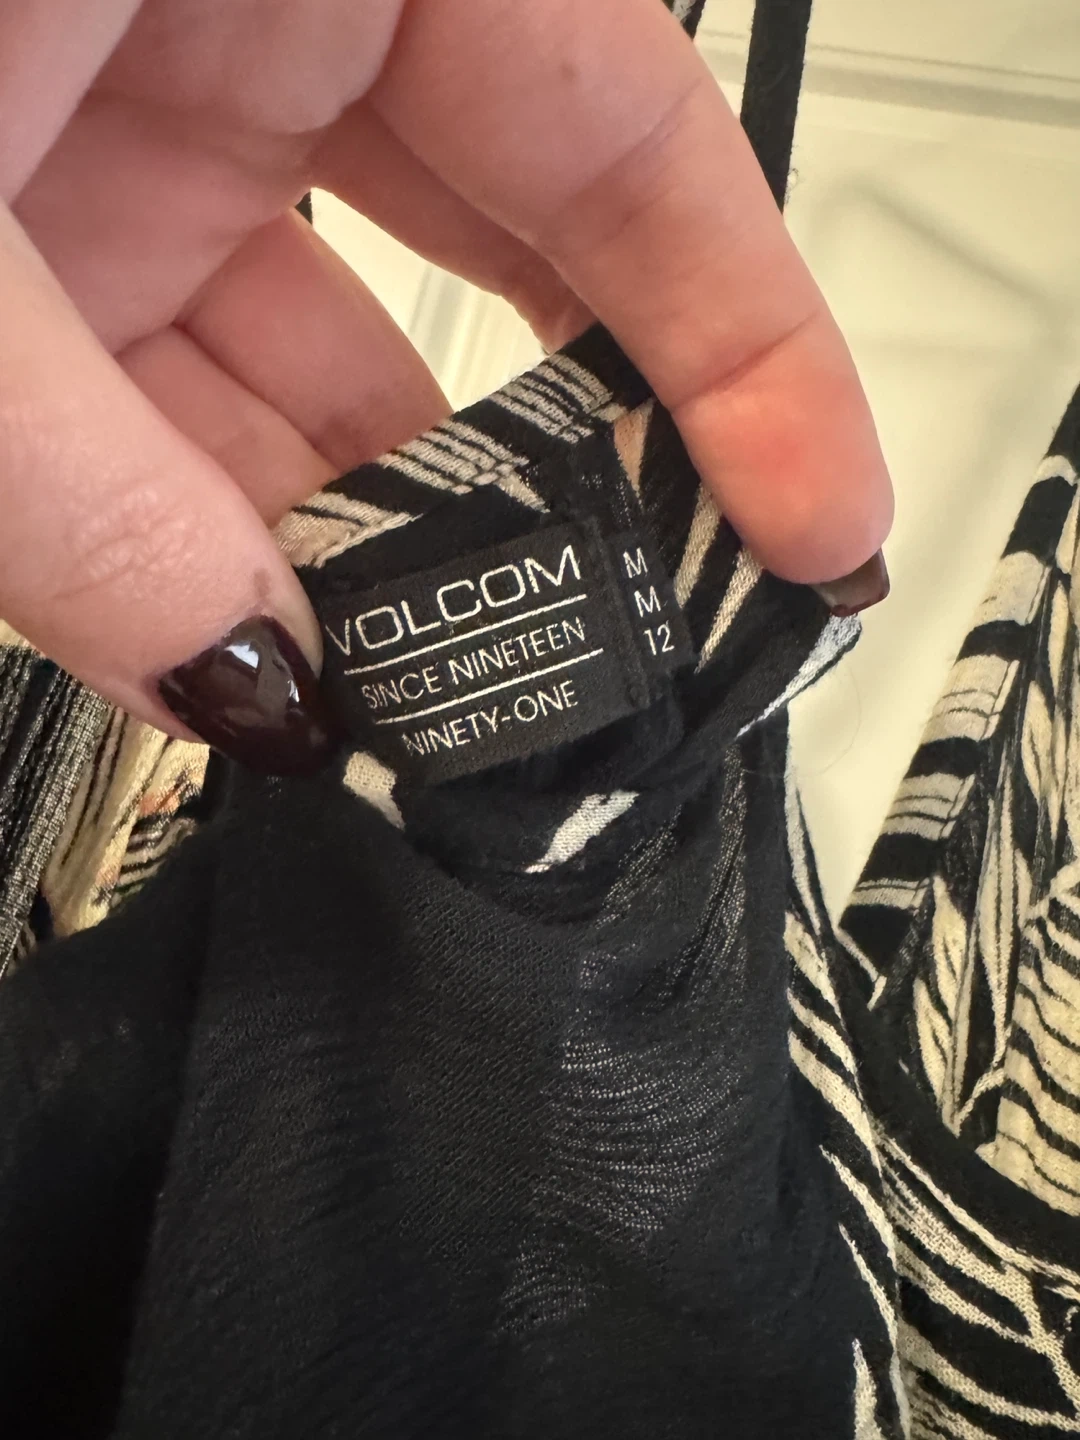 VOLCOM
SINCE NINETEEN
NINETY-ONE
M
M
12